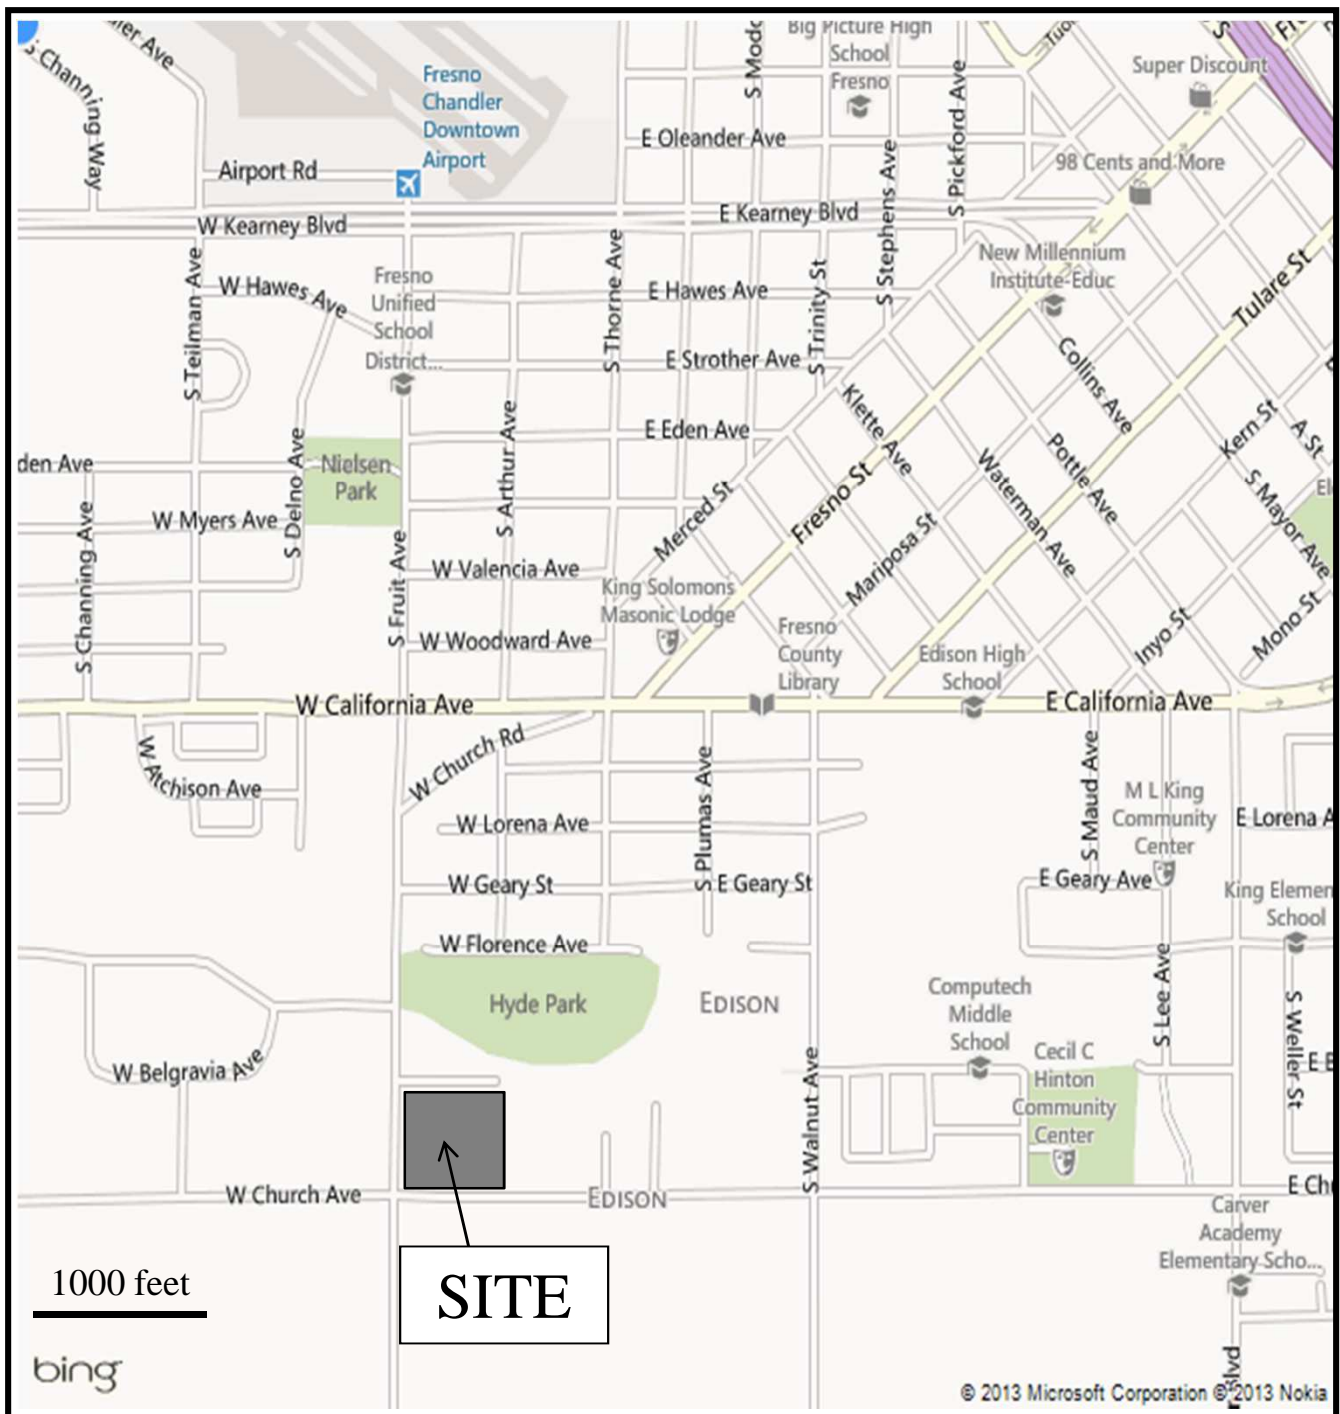 S Channing Way
Fresno
Chandler
Downtown
Airport
Big Picture High
School
Fresno
Super Discount
S Pickford Ave
E Oleander Ave
Airport Rd
98 Cents and More
W Kearney Blvd
E Kearney Blvd
S Stephens Ave
New Millennium
Institute-Educ
S Teilman Ave
W Hawes Ave
Fresno
Unified
School
District...
S Thorne Ave
E Hawes Ave
S Trinity St
Tulare St
E Strother Ave
Collins Ave
Klette Ave
E Eden Ave
Kern St
A St
den Ave
S Delno Ave
Nielsen
Park
S Arthur Ave
Merced St
Fresno St
Waterman Ave
Pottle Ave
S Mayor Ave
W Myers Ave
S Channing Ave
S Fruit Ave
W Valencia Ave
King Solomons
Masonic Lodge
Mariposa St
W Woodward Ave
Fresno
County
Library
Edison High
School
Inyo St
Mono St
W California Ave
E California Ave
W Church Rd
W Atchison Ave
S Plumas Ave
S Maud Ave
M L King
Community
Center
W Lorena Ave
E Lorena A
W Geary St
E Geary St
E Geary Ave
King Elemen
School
W Florence Ave
Hyde Park
EDISON
Computech
Middle
School
S Lee Ave
S Weller St
W Belgravia Ave
Cecil C
Hinton
Community
Center
E B
S Walnut Ave
W Church Ave
EDISON
E Chu
Carver
Academy
Elementary Scho...
1000 feet
SITE
bing
Blvd
© 2013 Microsoft Corporation © 2013 Nokia